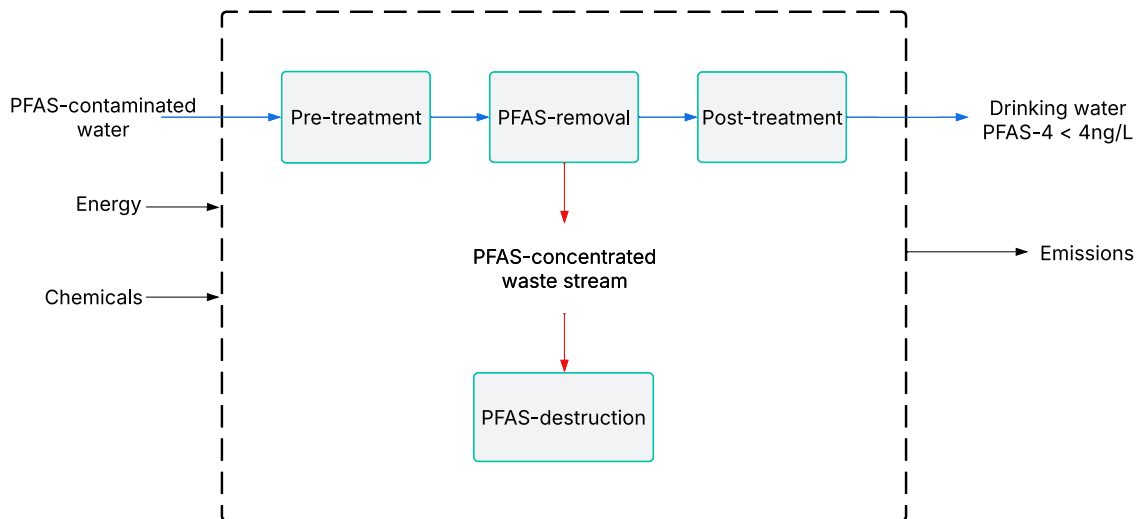 PFAS-contaminated
water
Pre-treatment
PFAS-removal
Post-treatment
Drinking water
PFAS-4 < 4ng/L
Energy
Chemicals
PFAS-concentrated
waste stream
Emissions
PFAS-destruction